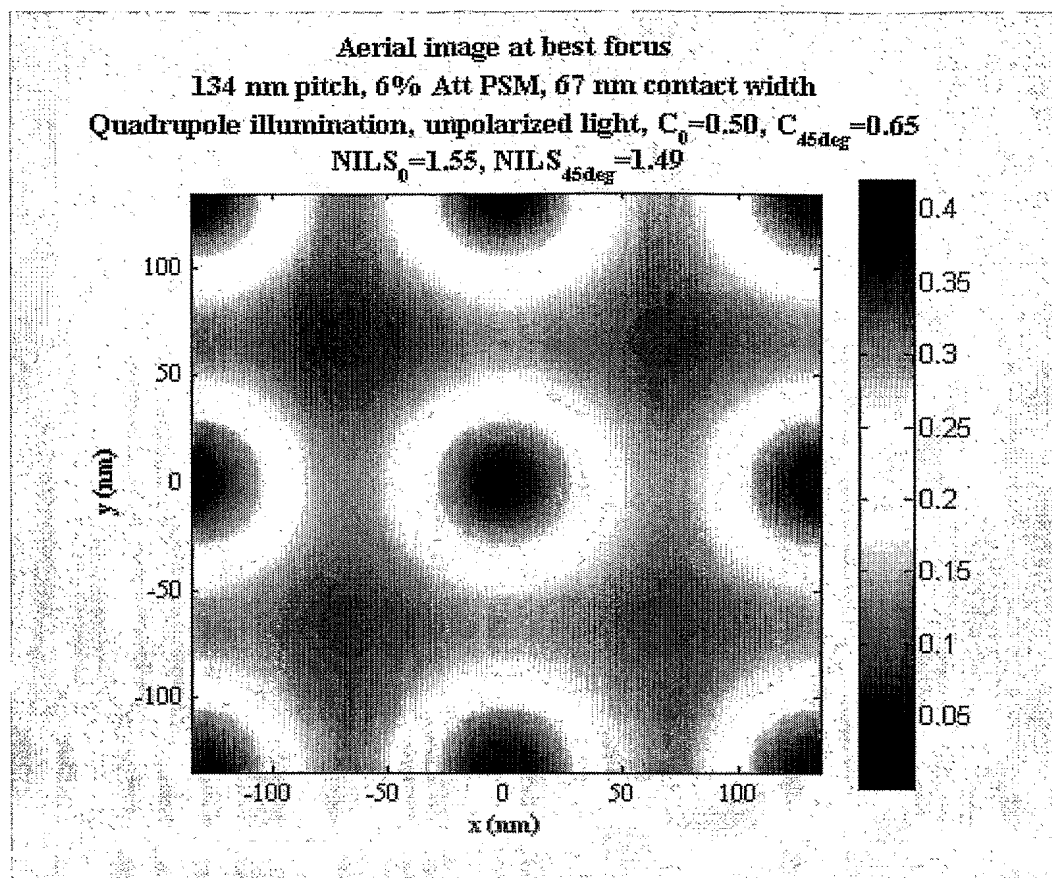 Aerial image at best focus
134 nm pitch, 6% Att PSM, 67 nm contact width
Quadrupole illumination, unpolarized light, C0=0.50, C45deg=0.65
NILS0=1.55, NILS45deg=1.49
0.4
100
0.35
0.3
50
0.25
y (nm)
0
0.2
0.15
-50
0.1
-100
0.05
-100 -50 0 50 100
x (nm)